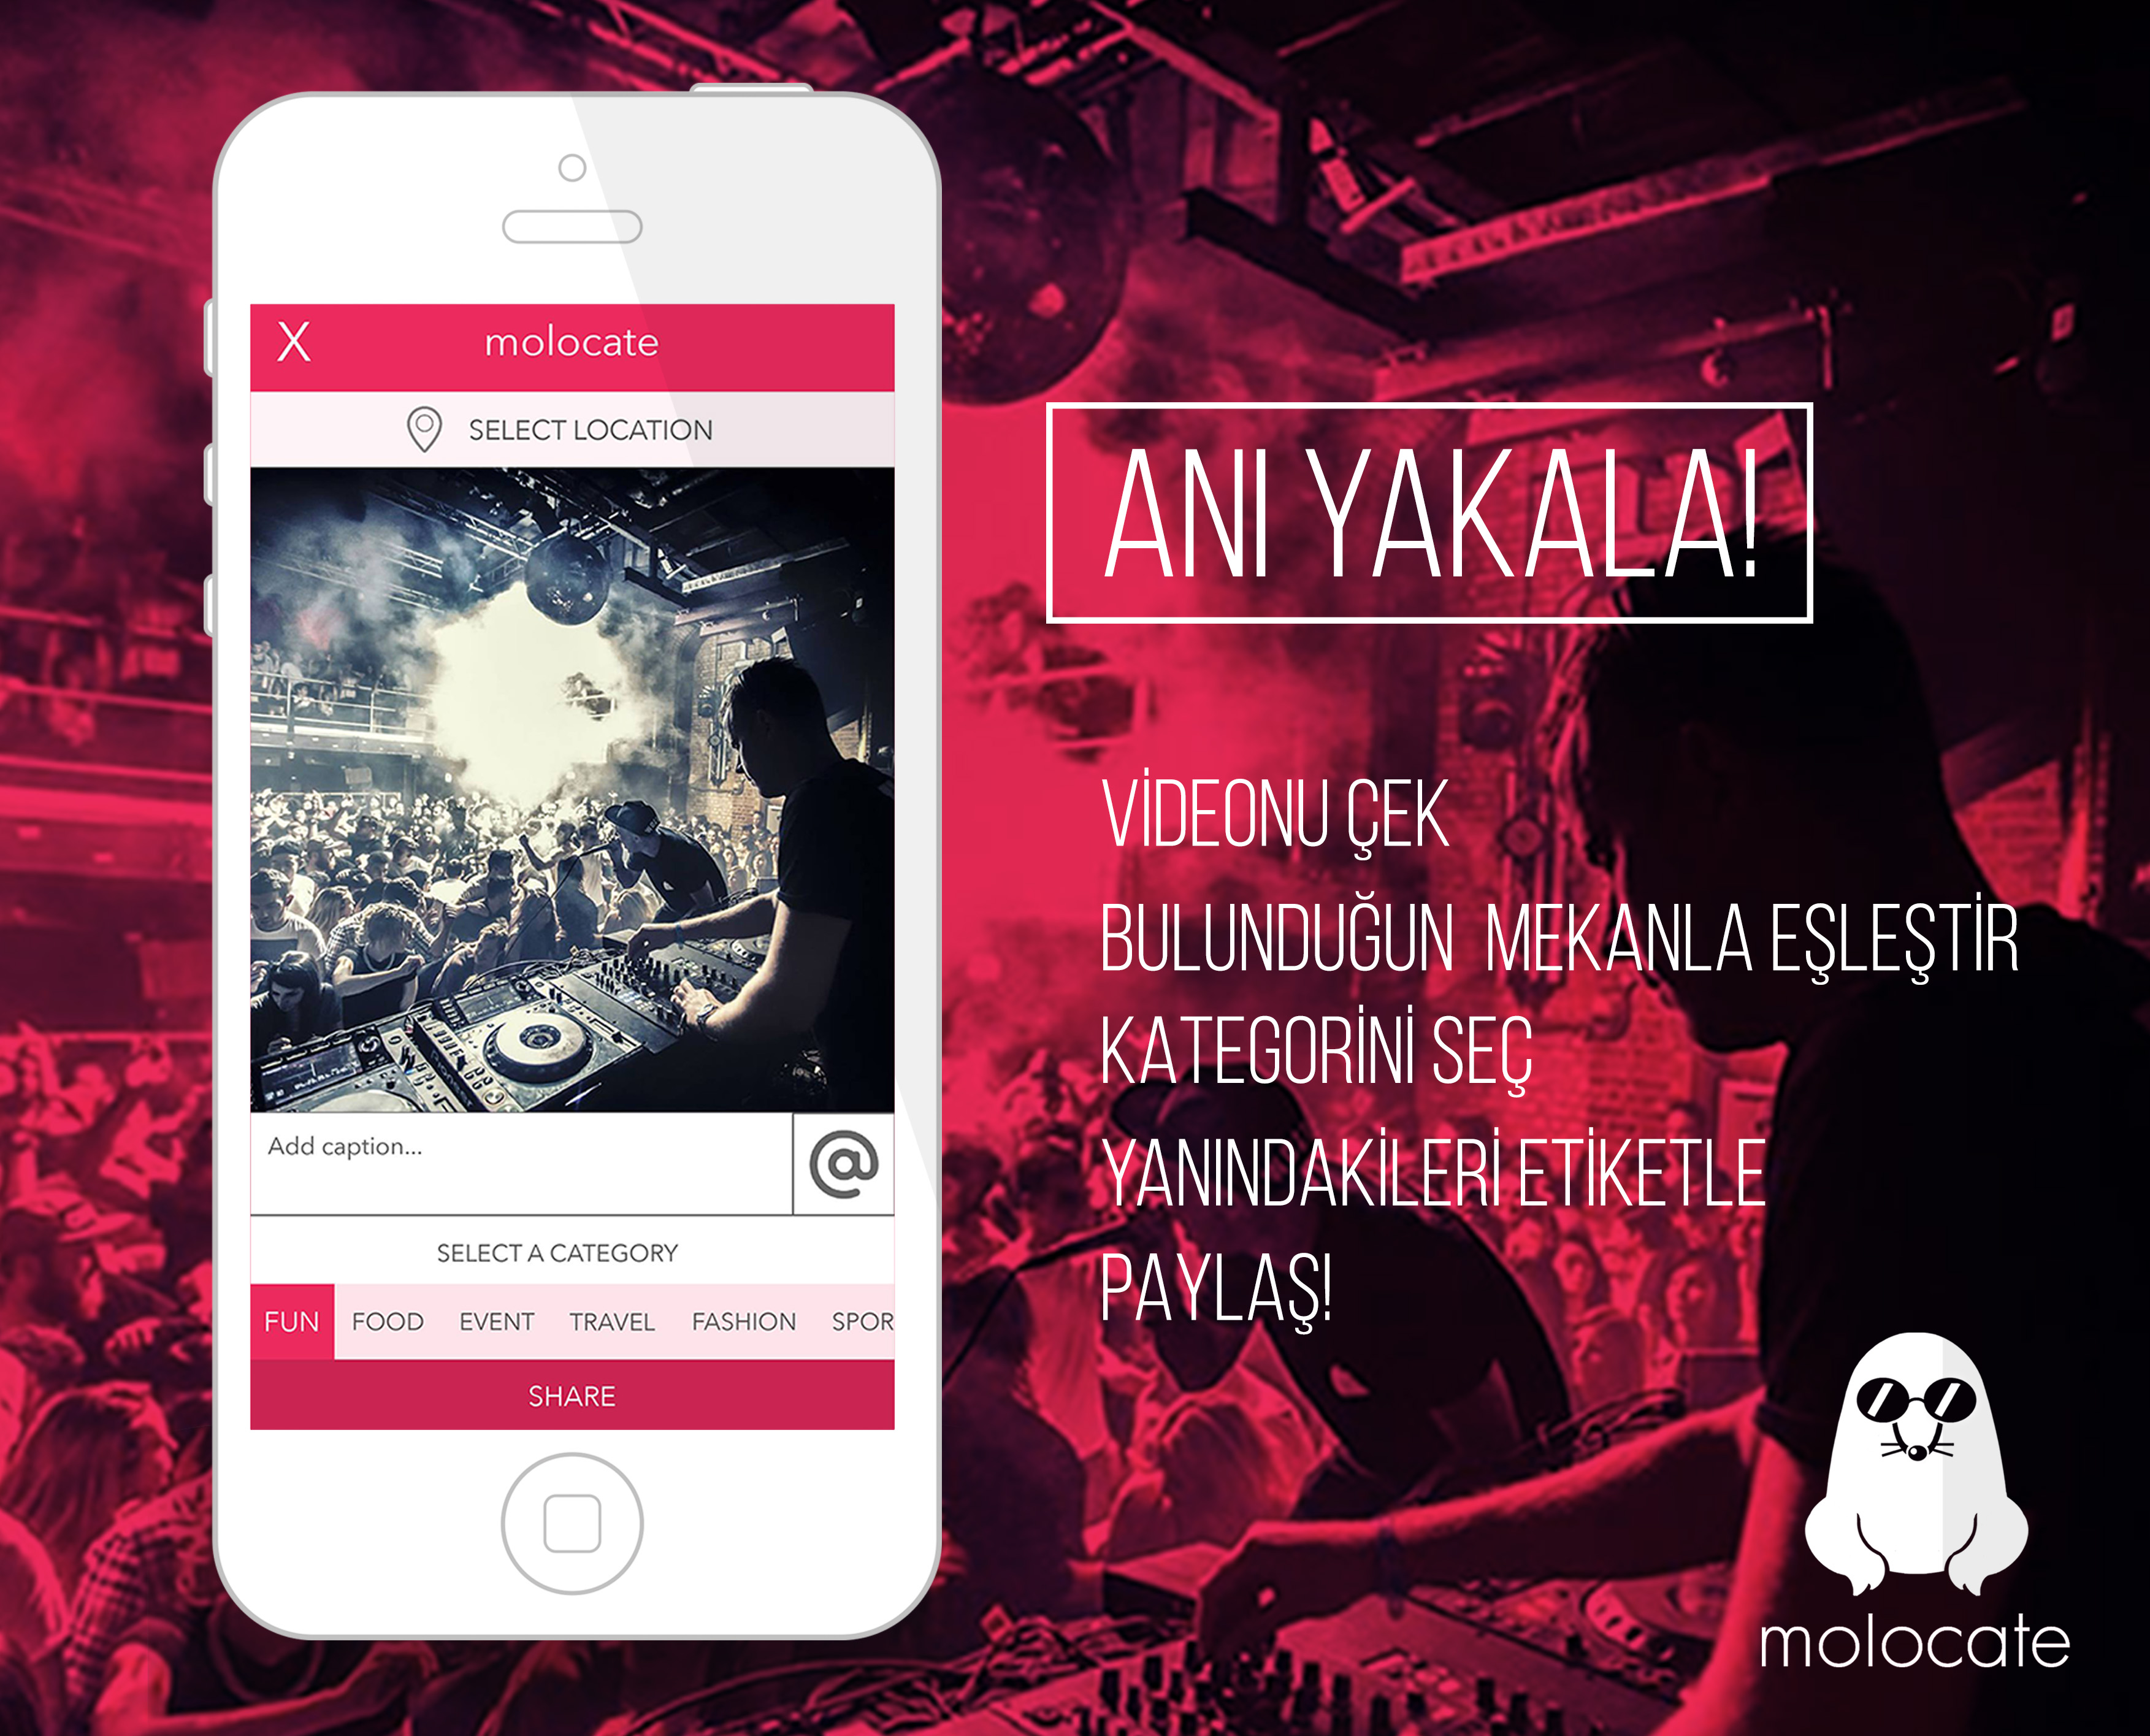 X molocate
SELECT LOCATION
Add caption...
@
SELECT A CATEGORY
FUN FOOD EVENT TRAVEL FASHION SPOR
SHARE
ANI YAKALA!
VİDEONU ÇEK
BULUNDUĞUN MEKANLA EŞLEŞTİR
KATEGORİNİ SEÇ
YANINDAKİLERİ ETİKETLE
PAYLAŞ!
molocate